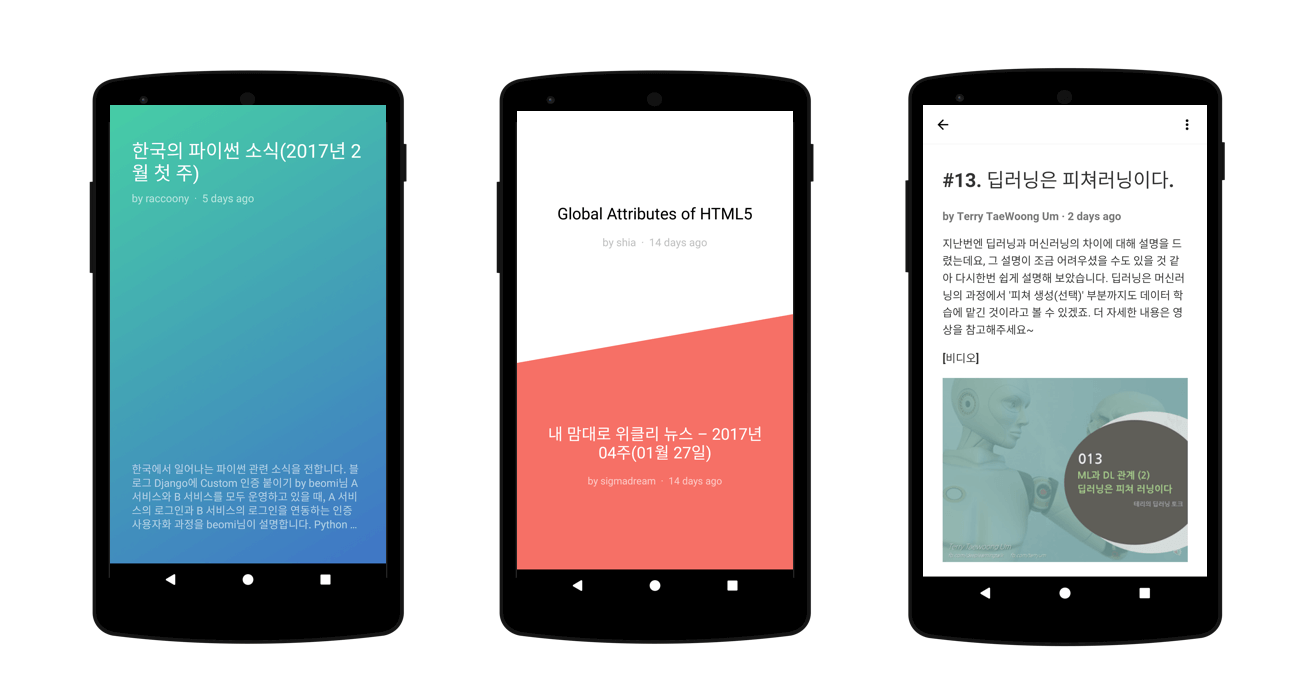 한국의 파이썬 소식(2017년 2
월 첫 주)
by raccoony · 5 days ago
한국에서 일어나는 파이썬 관련 소식을 전합니다. 블
로그 Django에 Custom 인증 붙이기 by beomi님 A
서비스와 B 서비스를 모두 운영하고 있을 때, A 서비
스의 로그인과 B 서비스의 로그인을 연동하는 인증
사용자화 과정을 beomi님이 설명합니다. Python ...
Global Attributes of HTML5
by shia · 14 days ago
내 맘대로 위클리 뉴스 – 2017년
04주(01월 27일)
by sigmadream · 14 days ago
#13. 딥러닝은 피쳐러닝이다.
by Terry TaeWoong Um · 2 days ago
지난번엔 딥러닝과 머신러닝의 차이에 대해 설명을 드
렸는데요, 그 설명이 조금 어려우셨을 수도 있을 것 같
아 다시한번 쉽게 설명해 보았습니다. 딥러닝은 머신러
닝의 과정에서 '피쳐 생성(선택)' 부분까지도 데이터 학
습에 맡긴 것이라고 볼 수 있겠죠. 더 자세한 내용은 영
상을 참고해주세요~
[비디오]
013
ML과 DL 관계 (2)
딥러닝은 피쳐 러닝이다
테리의 딥러닝 토크
Terry TaeWoong Um